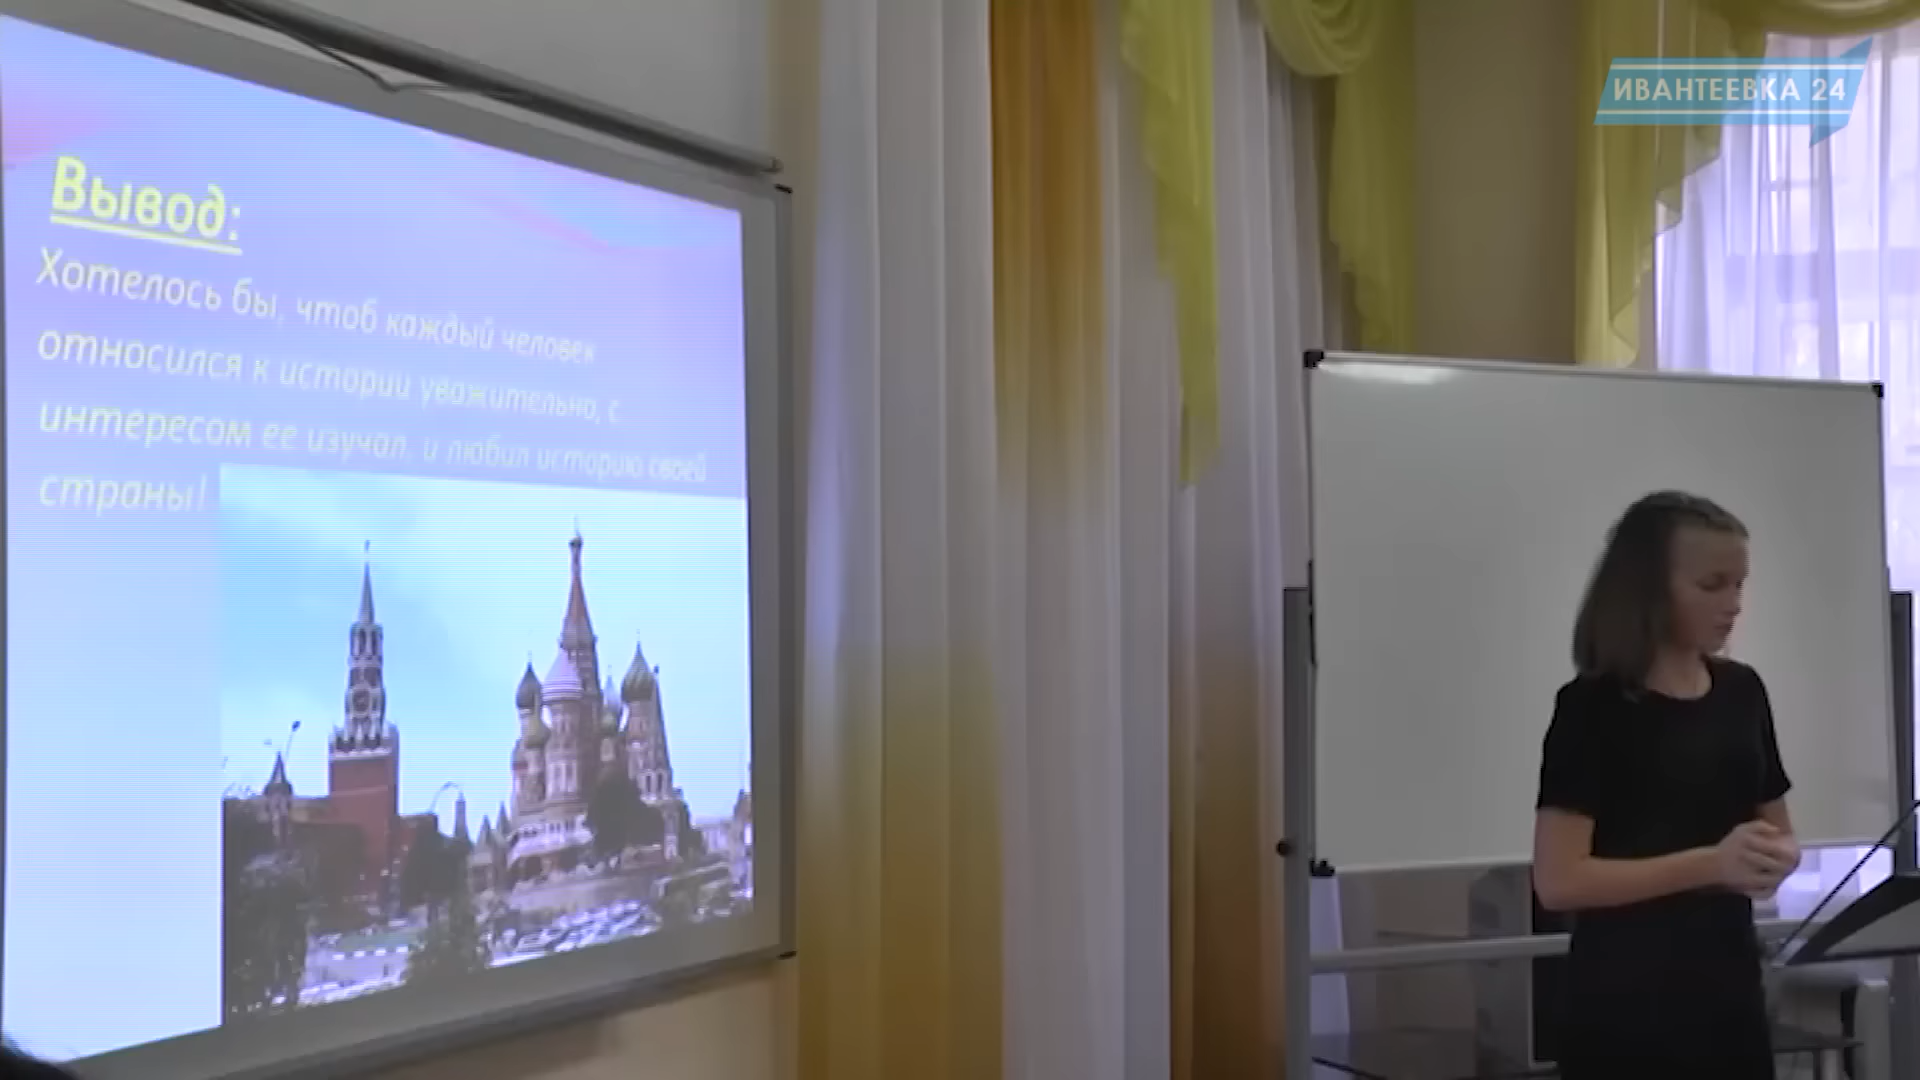 ИВАНТЕЕВКА 24
Вывод:
Хотелось бы, чтоб каждый человек
относился к истории уважительно, с
интересом ее изучал, и любил историю своей
страны!